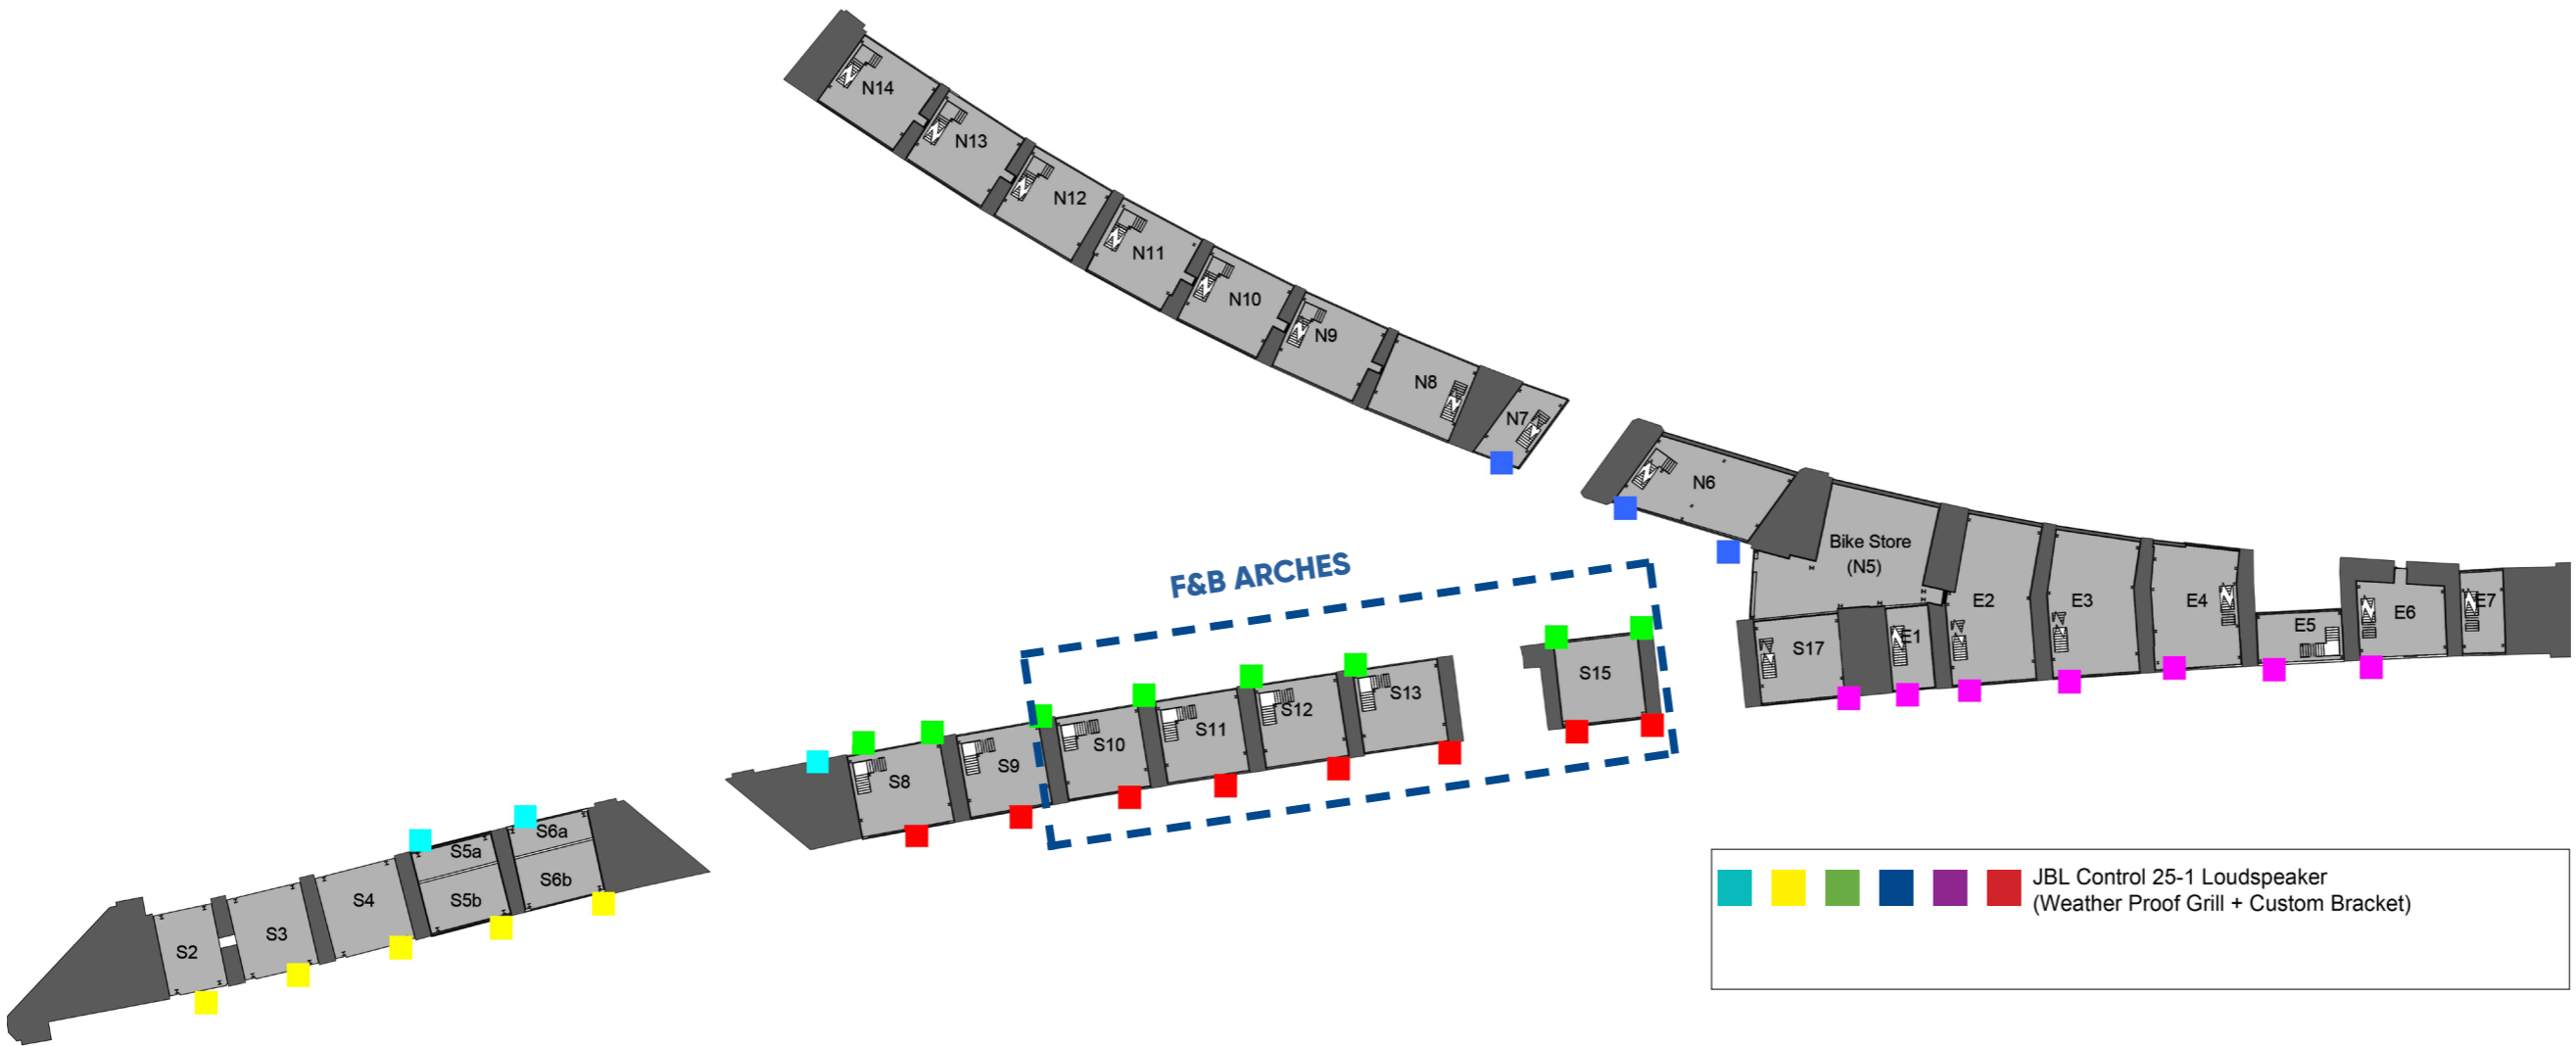 N14
N13
N12
N11
N10
N9
N8
N7
N6
Bike Store
(N5)
F&B ARCHES
E2
E3
E4
E5
E6
E7
E1
S17
S15
S13
S12
S11
S10
S9
S8
S6a
S6b
S5a
S5b
S4
S3
S2
JBL Control 25-1 Loudspeaker
(Weather Proof Grill + Custom Bracket)